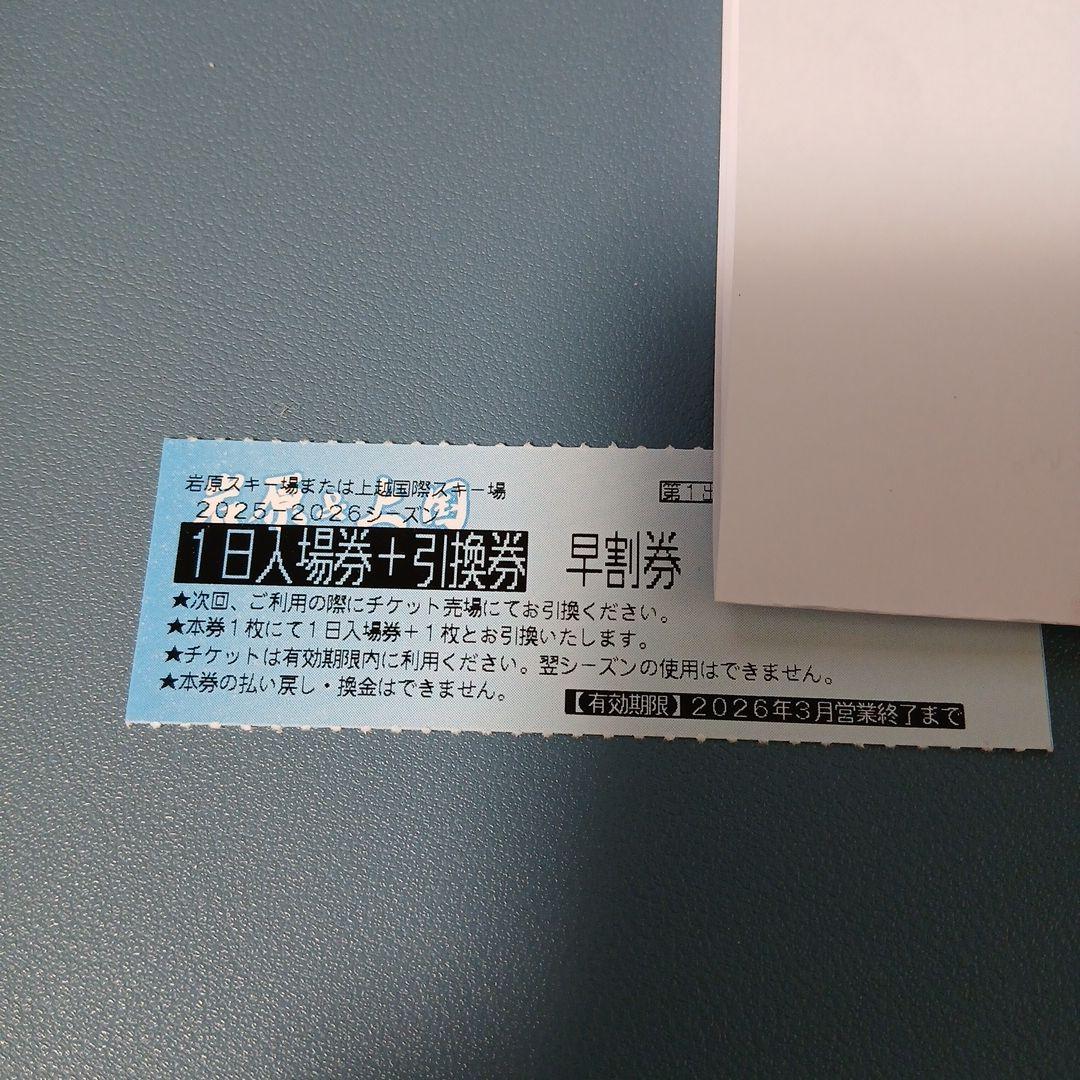 岩原スキー場または上越国際スキー場
第1
岩原&上国
2025-2026シーズン
1日入場券+引換券 早割券
★次回、ご利用の際にチケット売場にてお引換ください。
★本券1枚にて1日入場券+1枚とお引換いたします。
★チケットは有効期限内に利用ください。翌シーズンの使用はできません。
★本券の払い戻し・換金はできません。
【有効期限】2026年3月営業終了まで